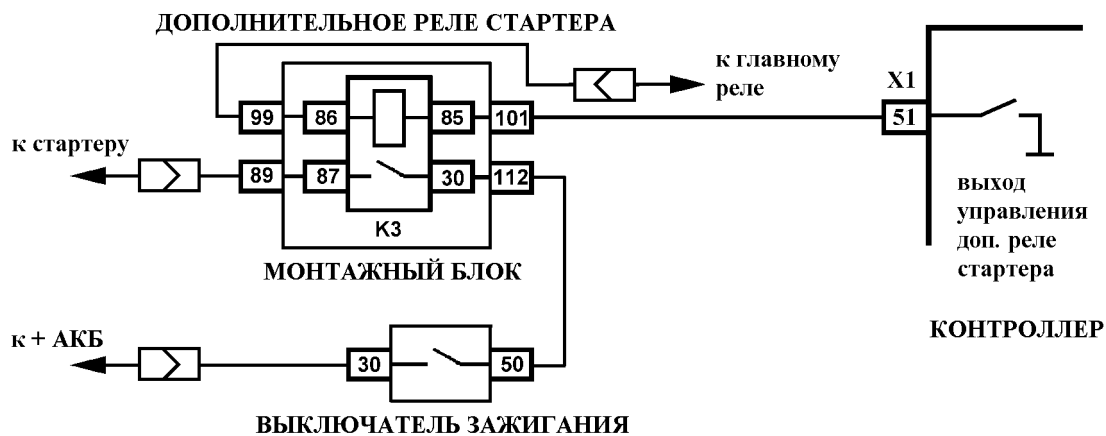 ДОПОЛНИТЕЛЬНОЕ РЕЛЕ СТАРТЕРА
к главному
реле
X1
99
86
85
101
51
к стартеру
89
87
30
112
K3
выход
управления
доп. реле
стартера
МОНТАЖНЫЙ БЛОК
КОНТРОЛЛЕР
к + АКБ
30
50
ВЫКЛЮЧАТЕЛЬ ЗАЖИГАНИЯ